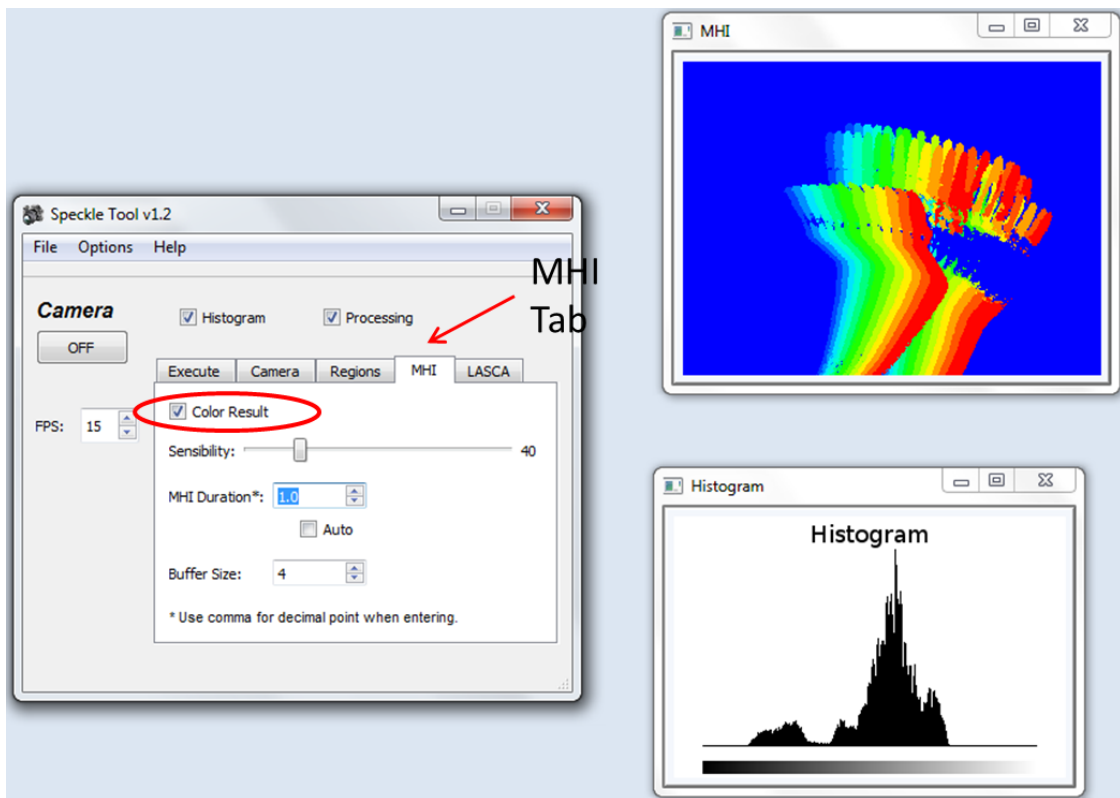 Speckle Tool v1.2
File Options Help
Camera
OFF
FPS: 15
Histogram Processing
MHI
Tab
Execute Camera Regions MHI LASCA
Color Result
Sensibility: 40
MHI Duration*: 1.0
Auto
Buffer Size: 4
* Use comma for decimal point when entering.
MHI
Histogram
Histogram